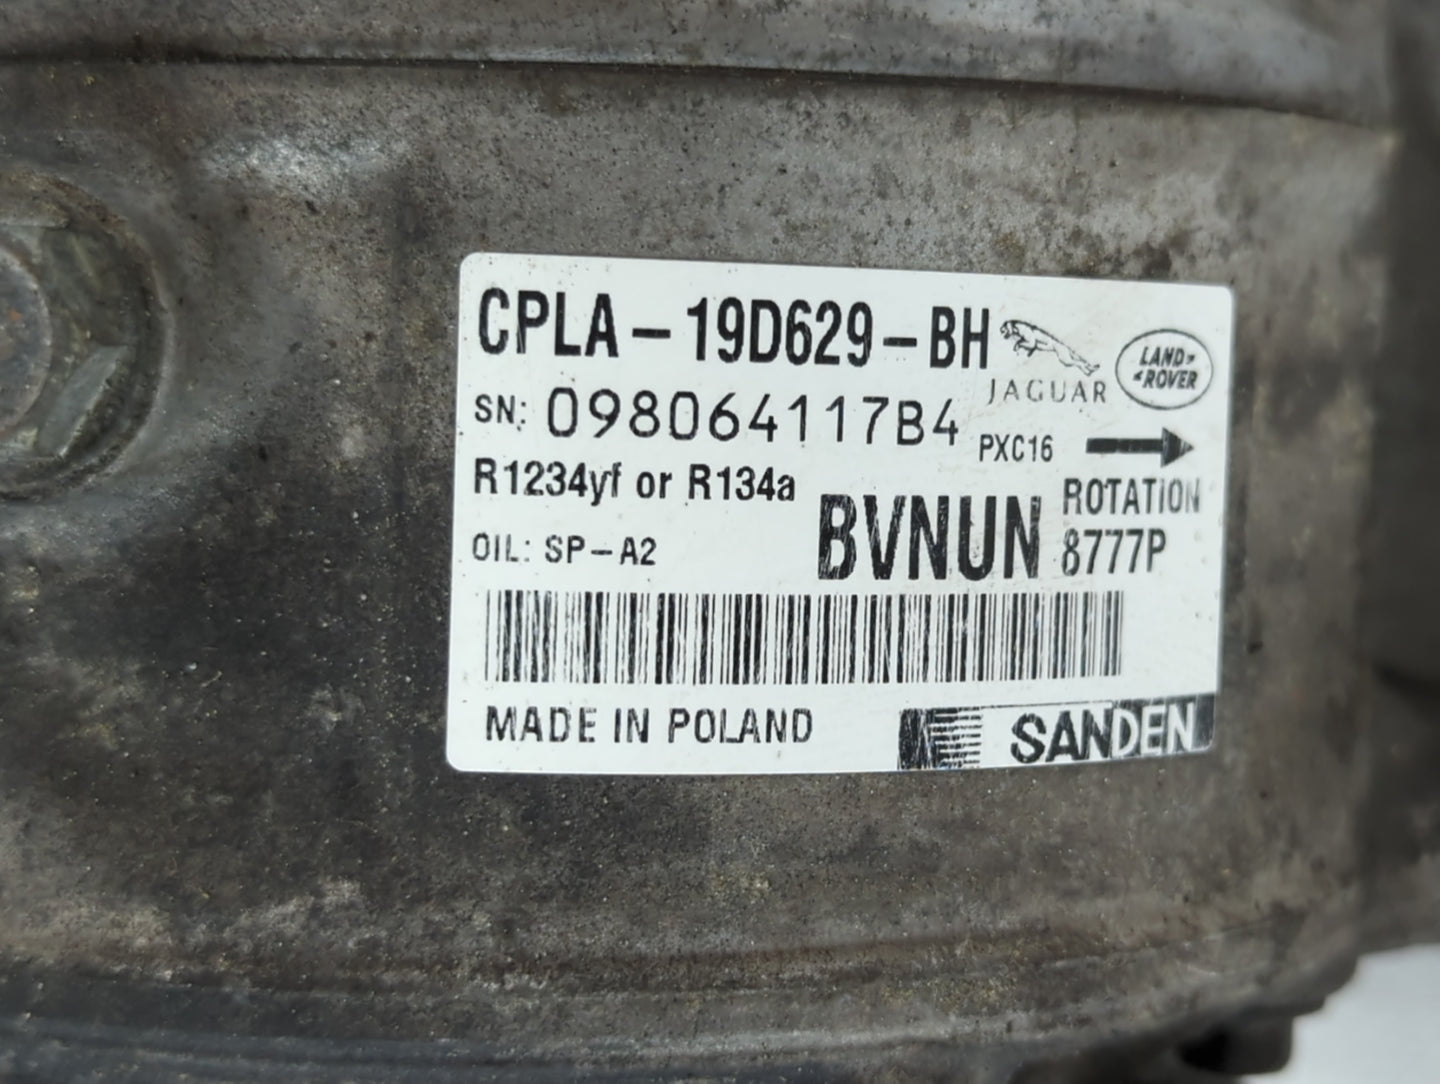 CPLA-19D629-BH
JAGUAR
LAND-
-ROVER
SN: 098064117B4
PXC16
R1234yf or R134a
ROTATION
OIL: SP-A2
BVNUN
8777P
MADE IN POLAND
SANDEN